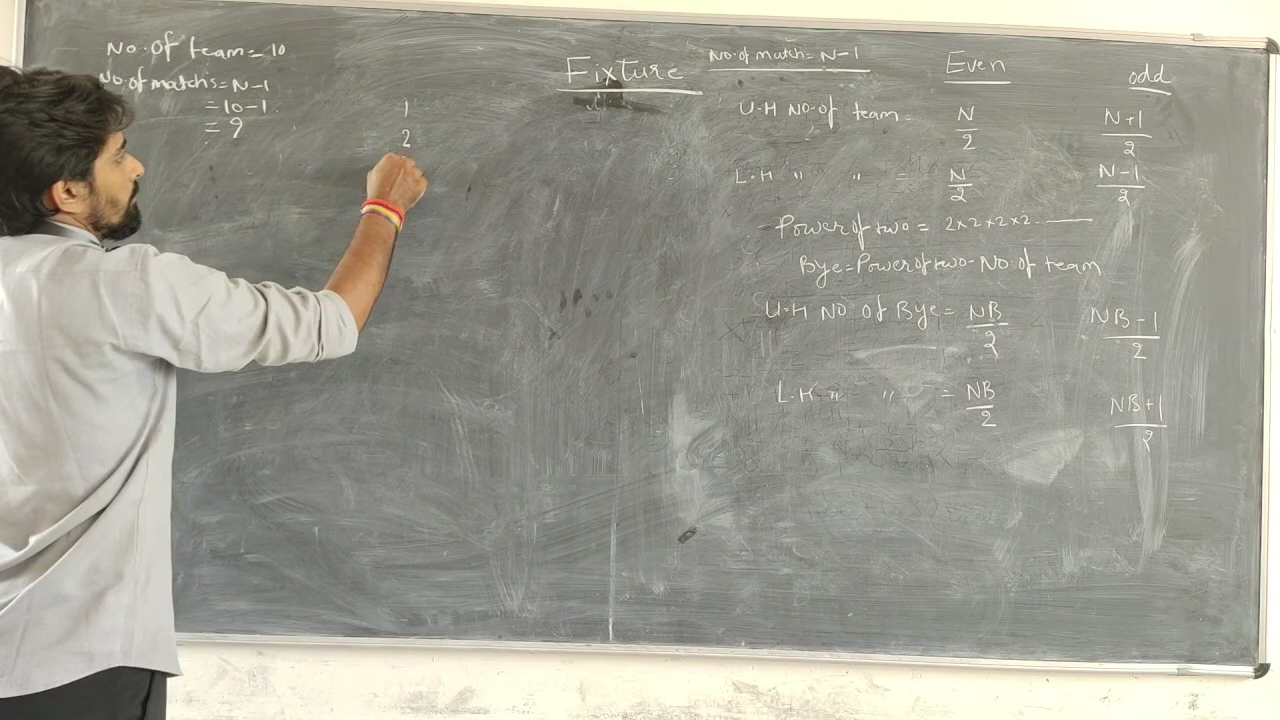 No. of team = 10
No. of match's = N-1
= 10-1
= 9
1
2
Fixture
No. of match = N-1
Even
odd
U.H No. of team. N/2 N+1/2
L.H " " = N/2 N-1/2
Power of two = 2×2×2×2.
Bye = Power of two - No. of team
U.H No of Bye = NB/2 NB-1/2
L.H " " = NB/2 NB+1/2